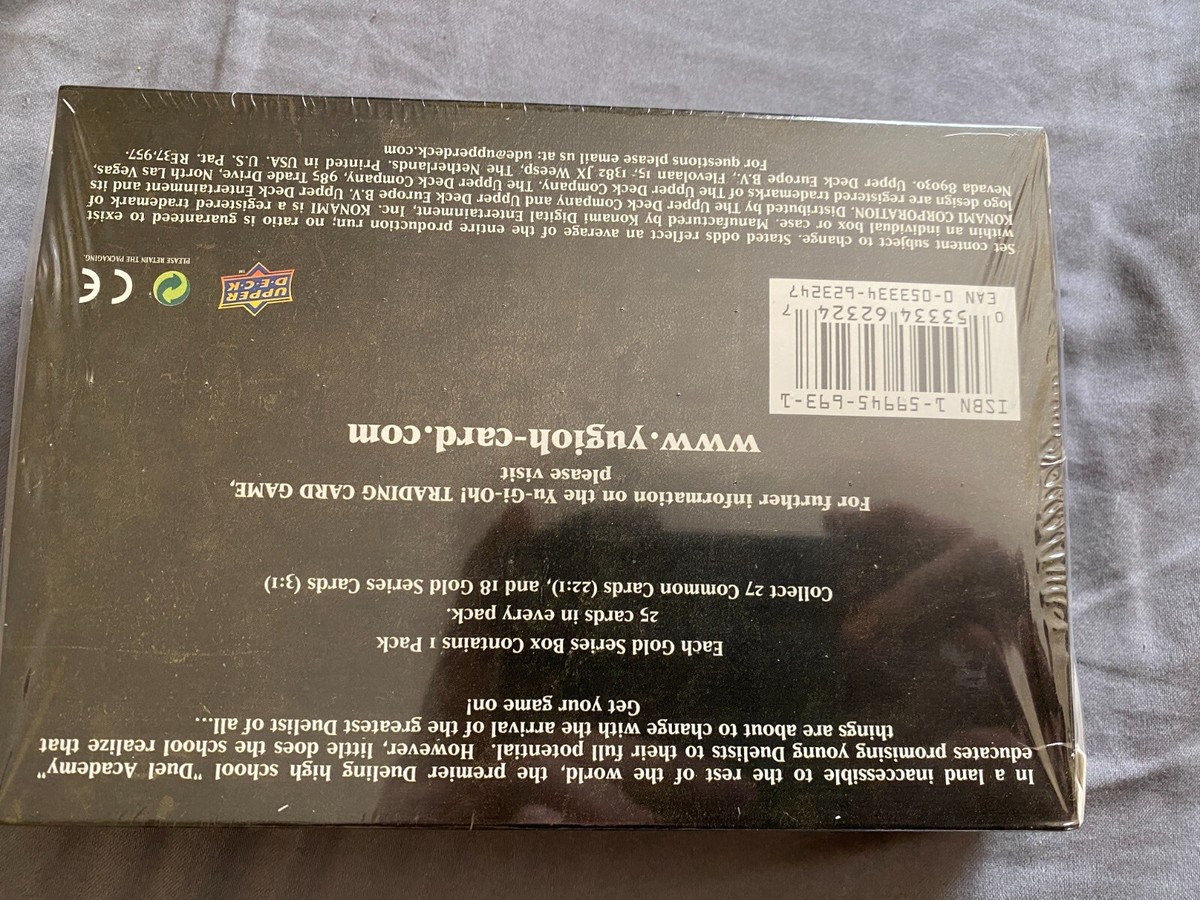 In a land inaccessible to the rest of the world, the premier Dueling high school "Duel Academy"
educates promising young Duelists to their full potential. However, little does the school realize that
things are about to change with the arrival of the greatest Duelist of all...
Get your game on!
Each Gold Series Box Contains 1 Pack
25 cards in every pack.
Collect 27 Common Cards (22:1), and 18 Gold Series Cards (3:1)
For further information on the Yu-Gi-Oh! TRADING CARD GAME,
please visit
www.yugioh-card.com
ISBN 1-59945-693-1
0 53334 62324 7
EAN 0-053334-623247
UPPER
D·E·C·K
TM
CE
PLEASE RETAIN THE PACKAGING.
Set content subject to change. Stated odds reflect an average of the entire production run; no ratio is guaranteed to exist
within an individual box or case. Manufactured by Konami Digital Entertainment, Inc. KONAMI is a registered trademark of
KONAMI CORPORATION. Distributed by The Upper Deck Company and Upper Deck Europe B.V. Upper Deck Entertainment and its
logo design are registered trademarks of The Upper Deck Company. The Upper Deck Company, 985 Trade Drive, North Las Vegas,
Nevada 89030. Upper Deck Europe B.V., Flevolaan 15, 1382 JX Weesp, The Netherlands. Printed in USA. U.S. Pat. RE37,957.
For questions please email us at: ude@upperdeck.com